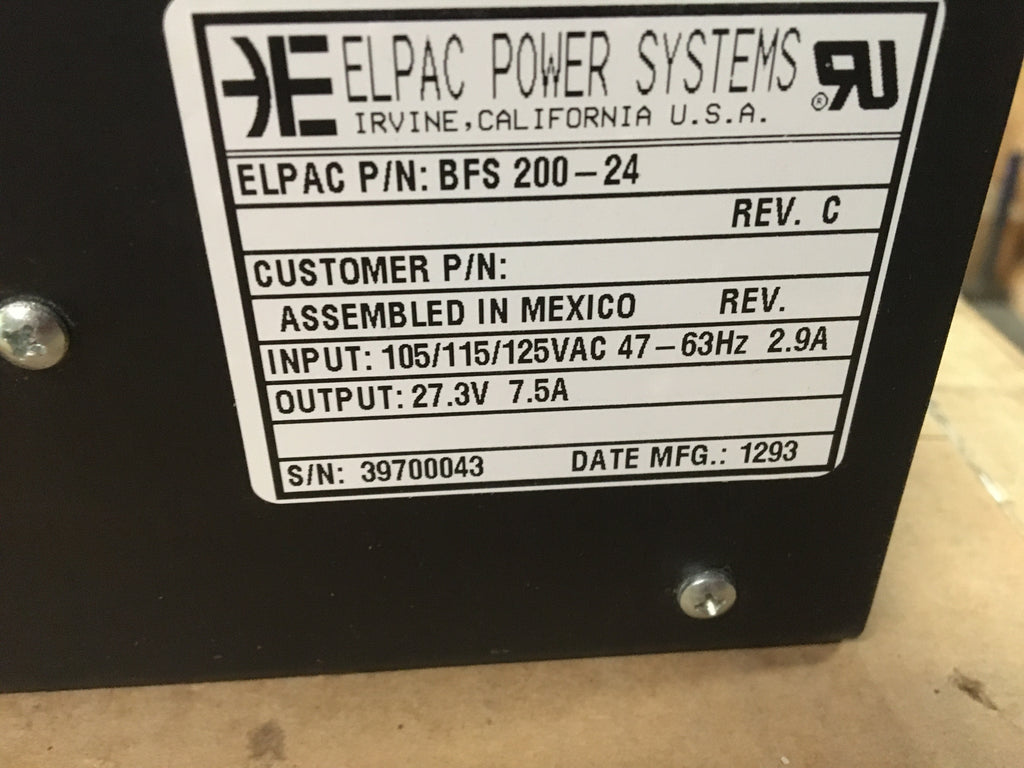 ELPAC POWER SYSTEMS
IRVINE, CALIFORNIA U.S.A.
ELPAC P/N: BFS 200-24
REV. C
CUSTOMER P/N:
ASSEMBLED IN MEXICO REV.
INPUT: 105/115/125VAC 47-63Hz 2.9A
OUTPUT: 27.3V 7.5A
S/N: 39700043 DATE MFG.: 1293